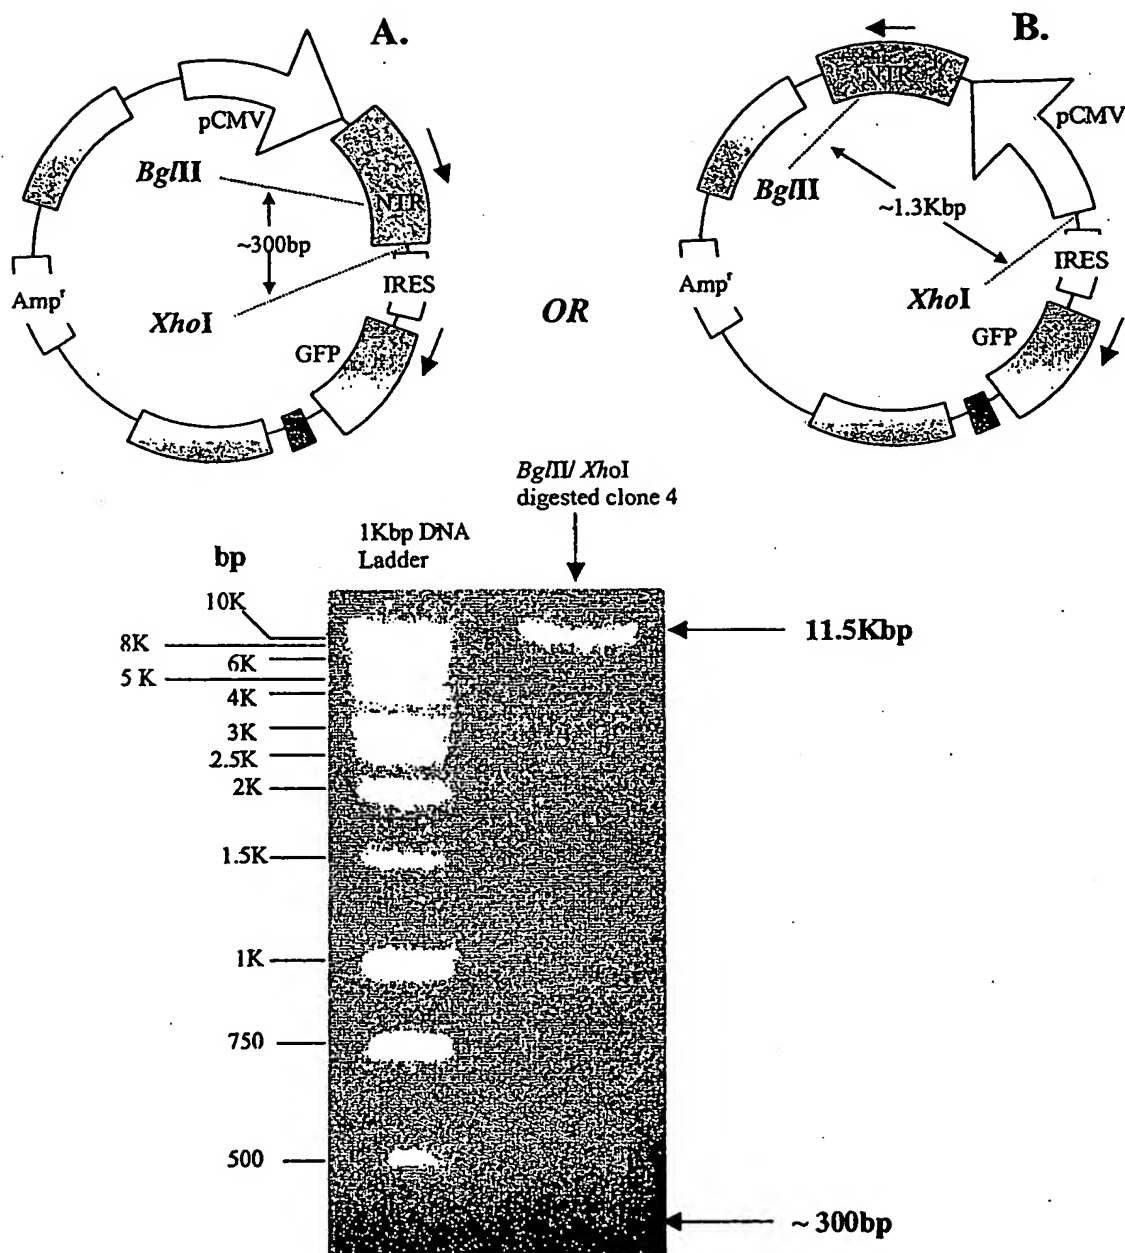 A.
pCMV
BglII
NTR
~300bp
XhoI
IRES
Ampr
GFP
OR
B.
NTR
pCMV
BglII
~1.3Kbp
XhoI
IRES
Ampr
GFP
BglII/ XhoI
digested clone 4
1Kbp DNA
Ladder
bp
10K
8K
6K
5 K
4K
3K
2.5K
2K
1.5K
1K
750
500
11.5Kbp
~ 300bp